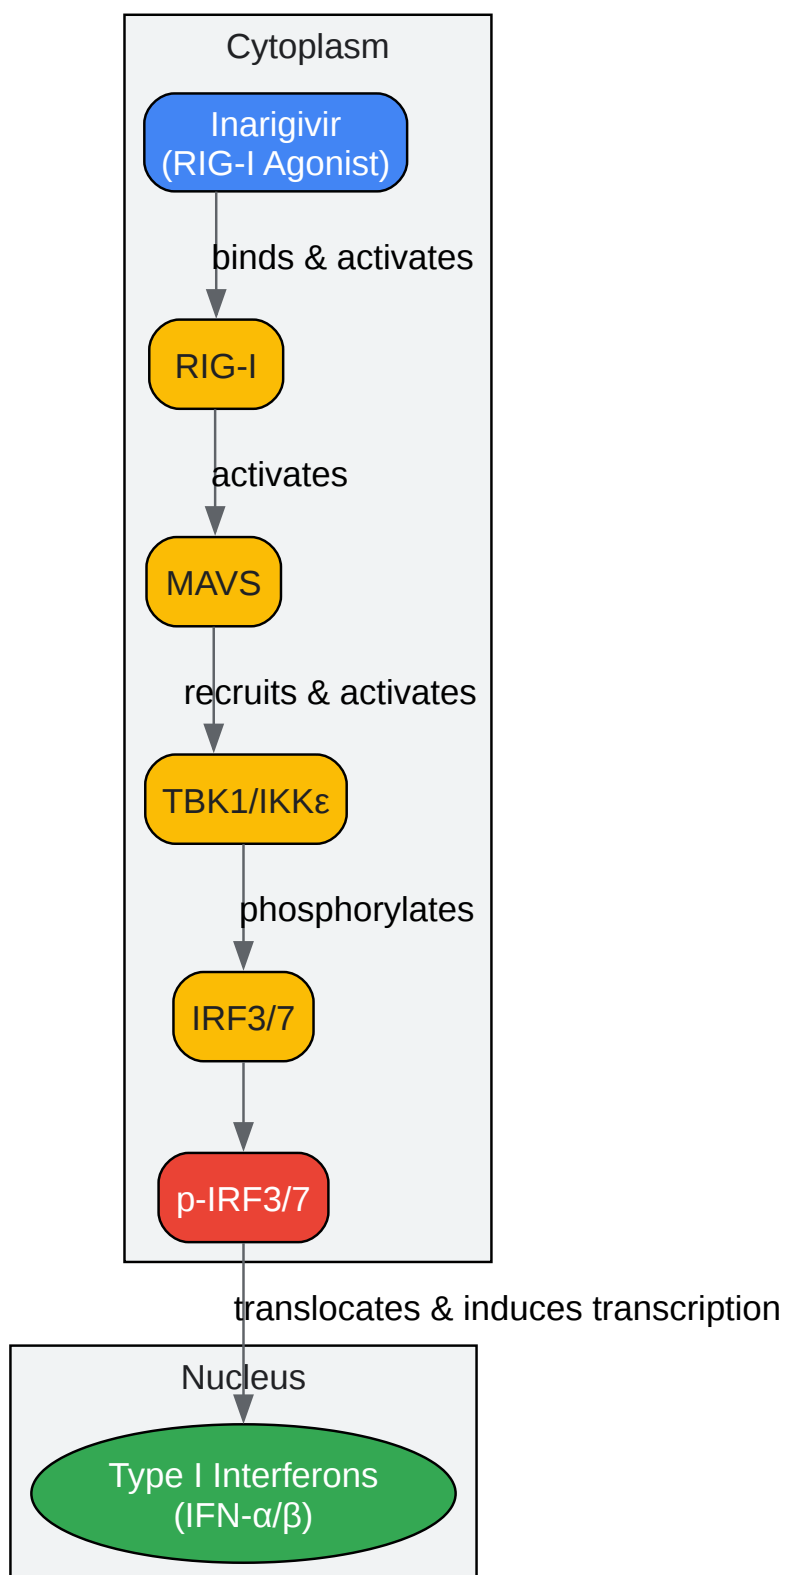 Cytoplasm
Inarigivir
(RIG-I Agonist)
binds & activates
RIG-I
activates
MAVS
recruits & activates
TBK1/IKKε
phosphorylates
IRF3/7
p-IRF3/7
translocates & induces transcription
Nucleus
Type I Interferons
(IFN-α/β)